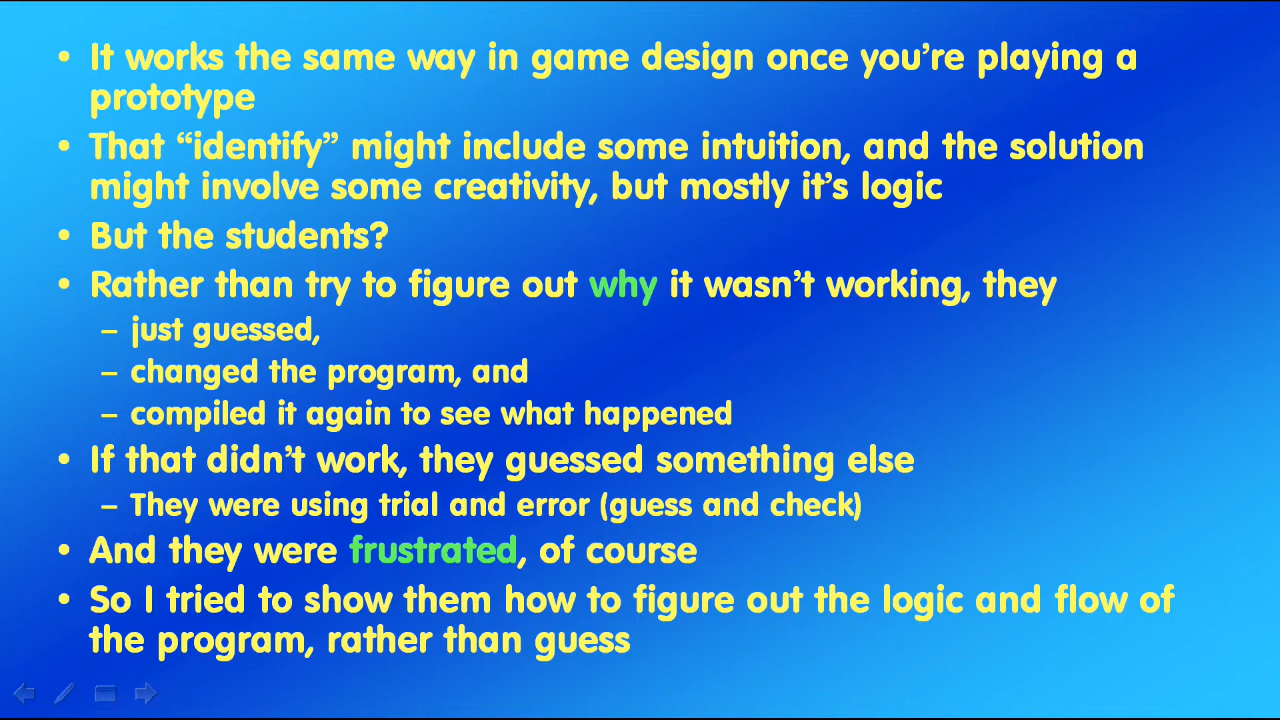 • It works the same way in game design once you’re playing a
prototype
• That “identify” might include some intuition, and the solution
might involve some creativity, but mostly it’s logic
• But the students?
• Rather than try to figure out why it wasn’t working, they
– just guessed,
– changed the program, and
– compiled it again to see what happened
• If that didn’t work, they guessed something else
– They were using trial and error (guess and check)
• And they were frustrated, of course
• So I tried to show them how to figure out the logic and flow of
the program, rather than guess